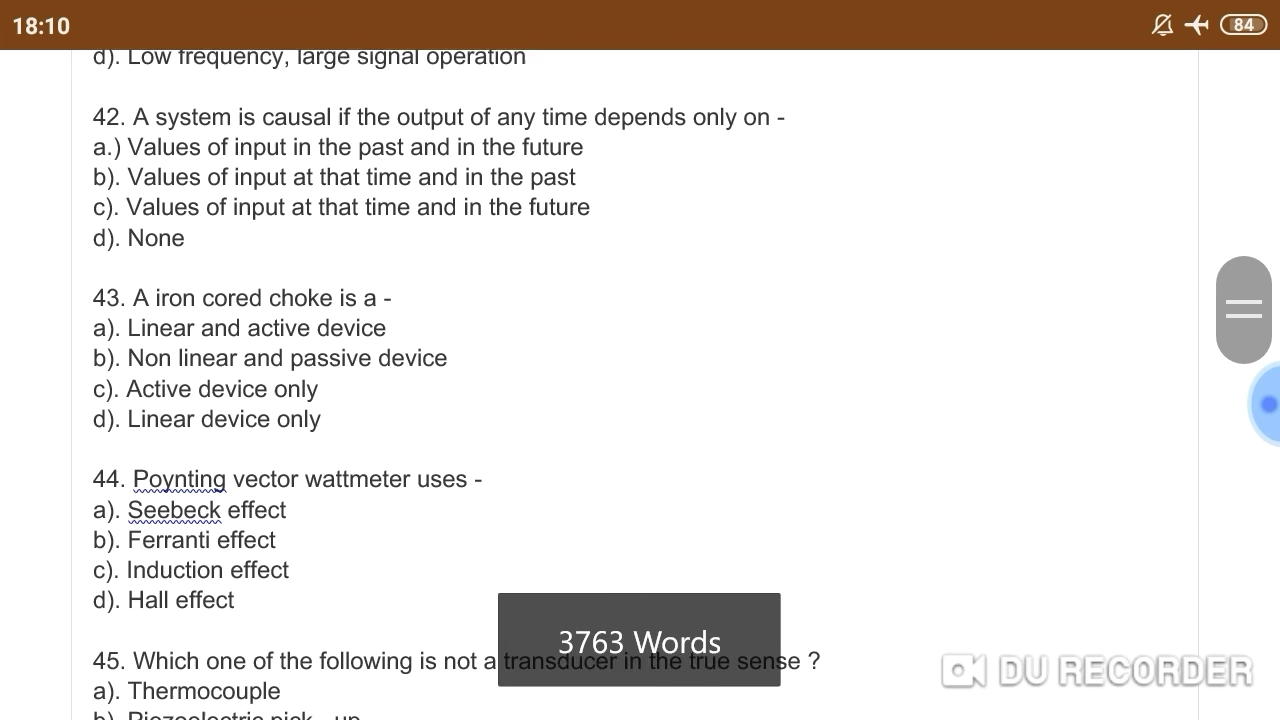 18:10
84
d). Low frequency, large signal operation
42. A system is causal if the output of any time depends only on -
a.) Values of input in the past and in the future
b). Values of input at that time and in the past
c). Values of input at that time and in the future
d). None
43. A iron cored choke is a -
a). Linear and active device
b). Non linear and passive device
c). Active device only
d). Linear device only
44. Poynting vector wattmeter uses -
a). Seebeck effect
b). Ferranti effect
c). Induction effect
d). Hall effect
3763 Words
45. Which one of the following is not a transducer in the true sense ?
DU RECORDER
a). Thermocouple
b). Piezoelectric pick - up